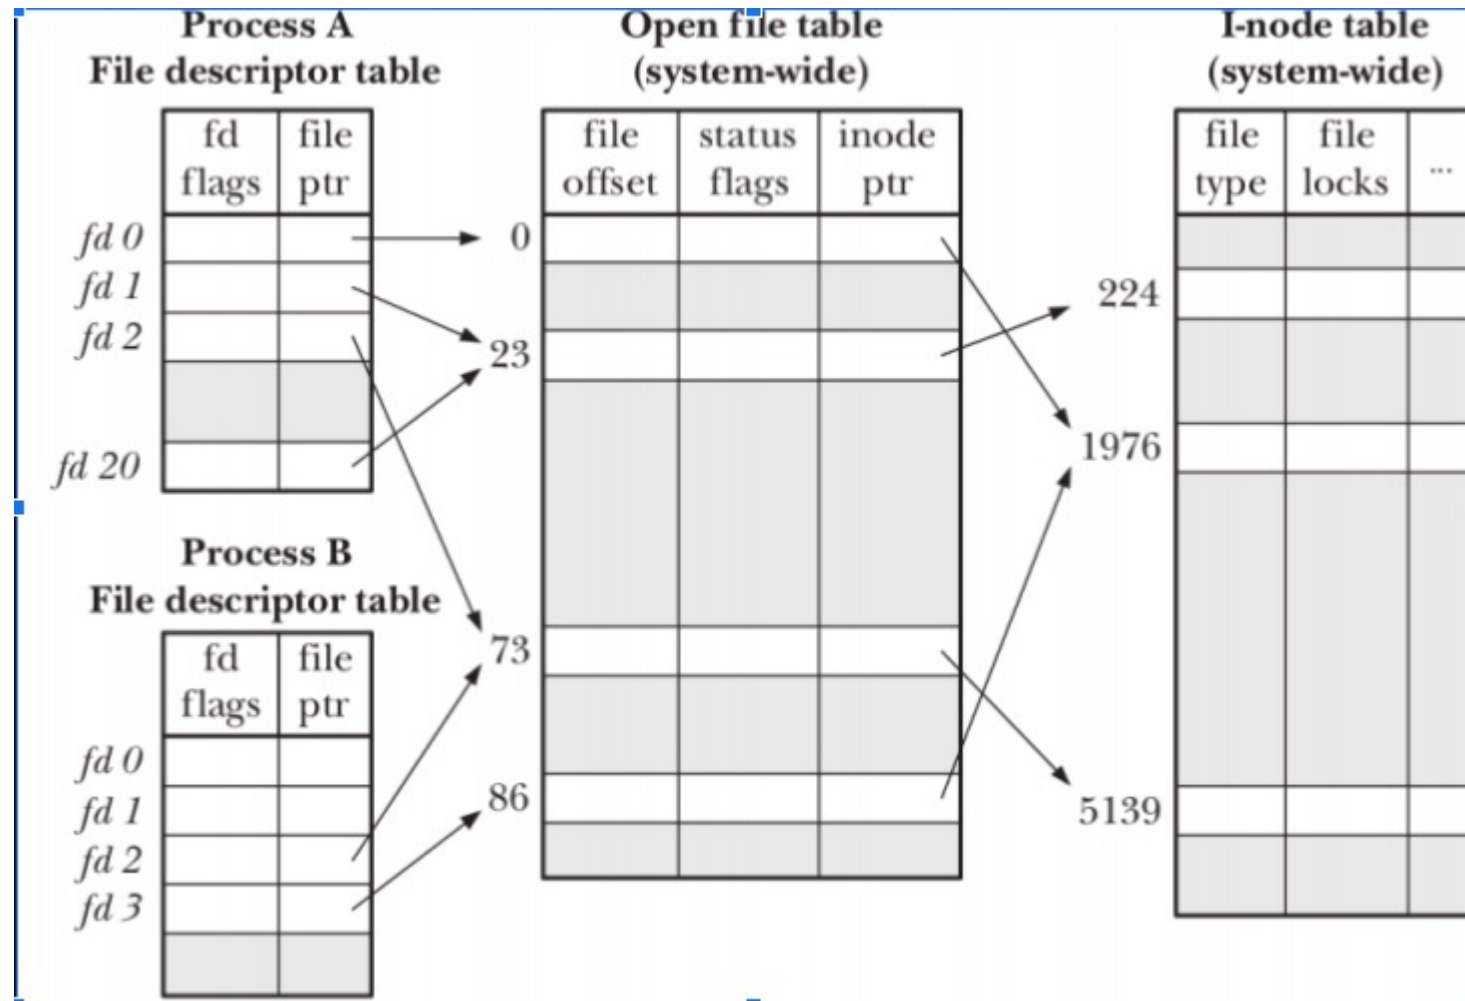 Process A
File descriptor table
fd flags
file ptr
fd 0
fd 1
fd 2
fd 20
Process B
File descriptor table
fd flags
file ptr
fd 0
fd 1
fd 2
fd 3
Open file table
(system-wide)
file offset
status flags
inode ptr
0
23
73
86
I-node table
(system-wide)
file type
file locks
...
224
1976
5139